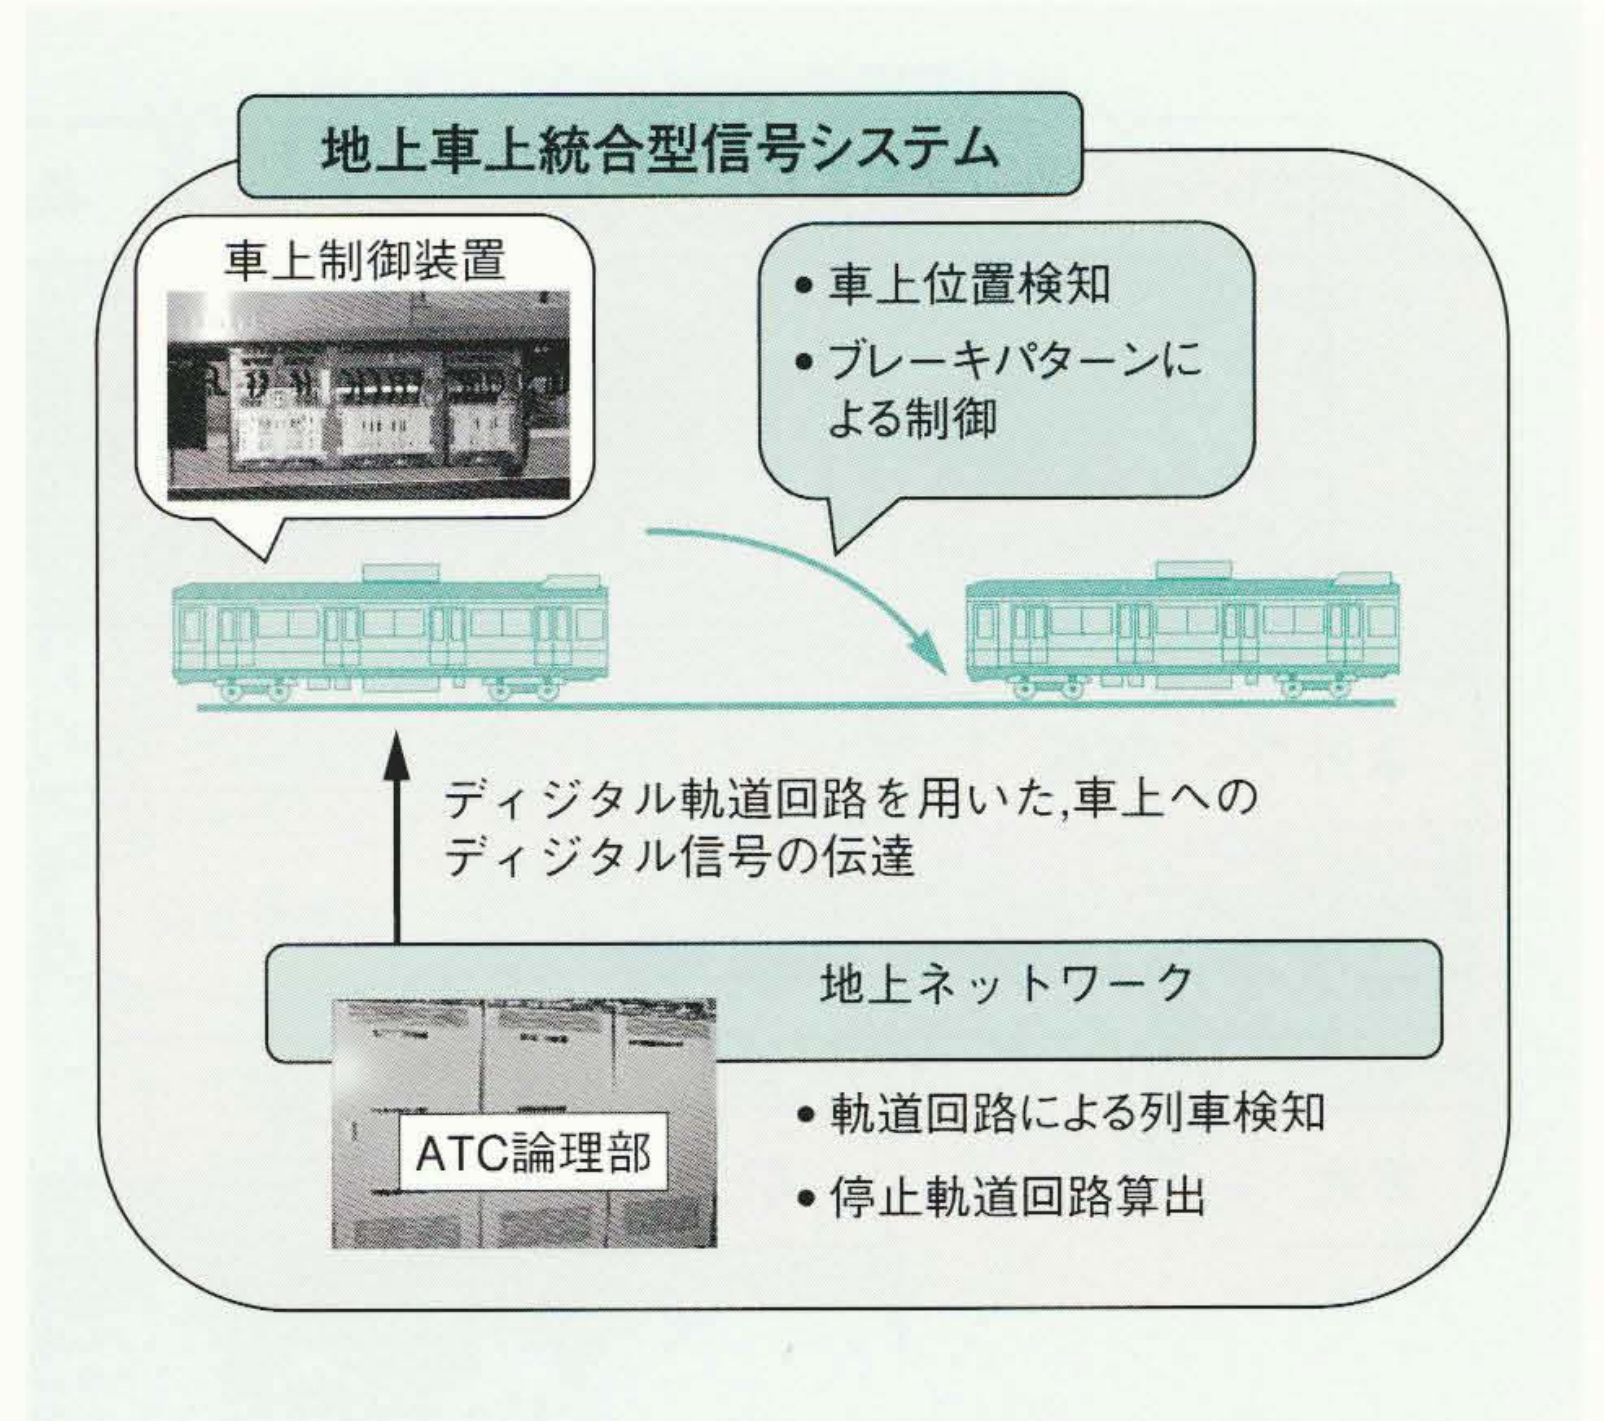 地上車上統合型信号システム
車上制御装置
• 車上位置検知
• ブレーキパターンに
よる制御
ディジタル軌道回路を用いた,車上への
ディジタル信号の伝達
地上ネットワーク
ATC論理部
• 軌道回路による列車検知
• 停止軌道回路算出